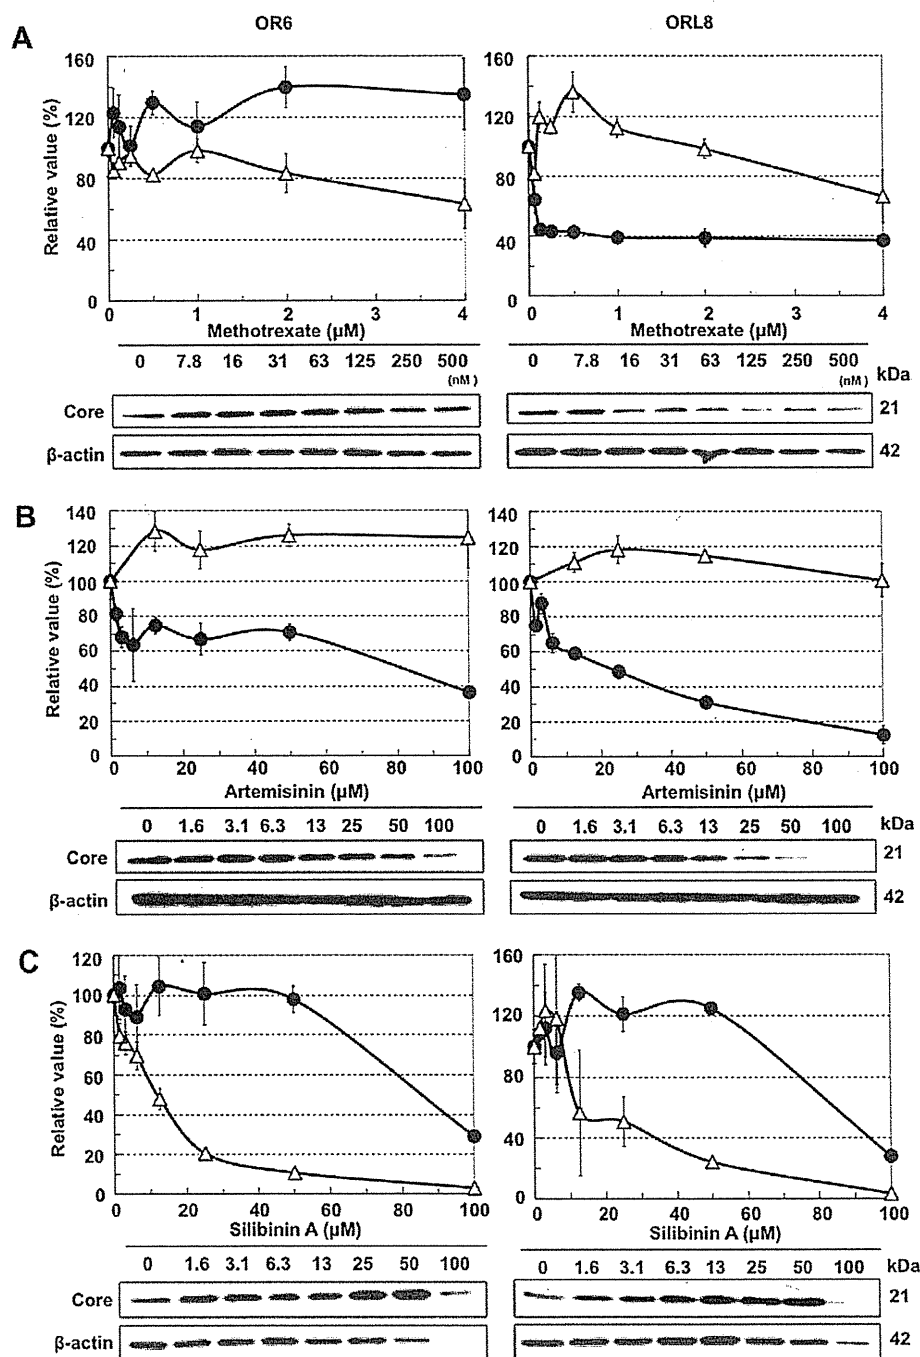 OR6 ORL8
A
160 160
120 120
80 80
40 40
0 0
Relative value (%)
0 1 2 3 4 0 1 2 3 4
Methotrexate (μM) Methotrexate (μM)
0 7.8 16 31 63 125 250 500 0 7.8 16 31 63 125 250 500
(nM) (nM) kDa
Core 21
β-actin 42
B
140 140
120 120
100 100
80 80
60 60
40 40
20 20
0 0
Relative value (%)
0 20 40 60 80 100 0 20 40 60 80 100
Artemisinin (μM) Artemisinin (μM)
0 1.6 3.1 6.3 13 25 50 100 0 1.6 3.1 6.3 13 25 50 100 kDa
Core 21
β-actin 42
C
120 160
100 120
80 80
60 40
40 0
20
0
Relative value (%)
0 20 40 60 80 100 0 20 40 60 80 100
Silibinin A (μM) Silibinin A (μM)
0 1.6 3.1 6.3 13 25 50 100 0 1.6 3.1 6.3 13 25 50 100 kDa
Core 21
β-actin 42